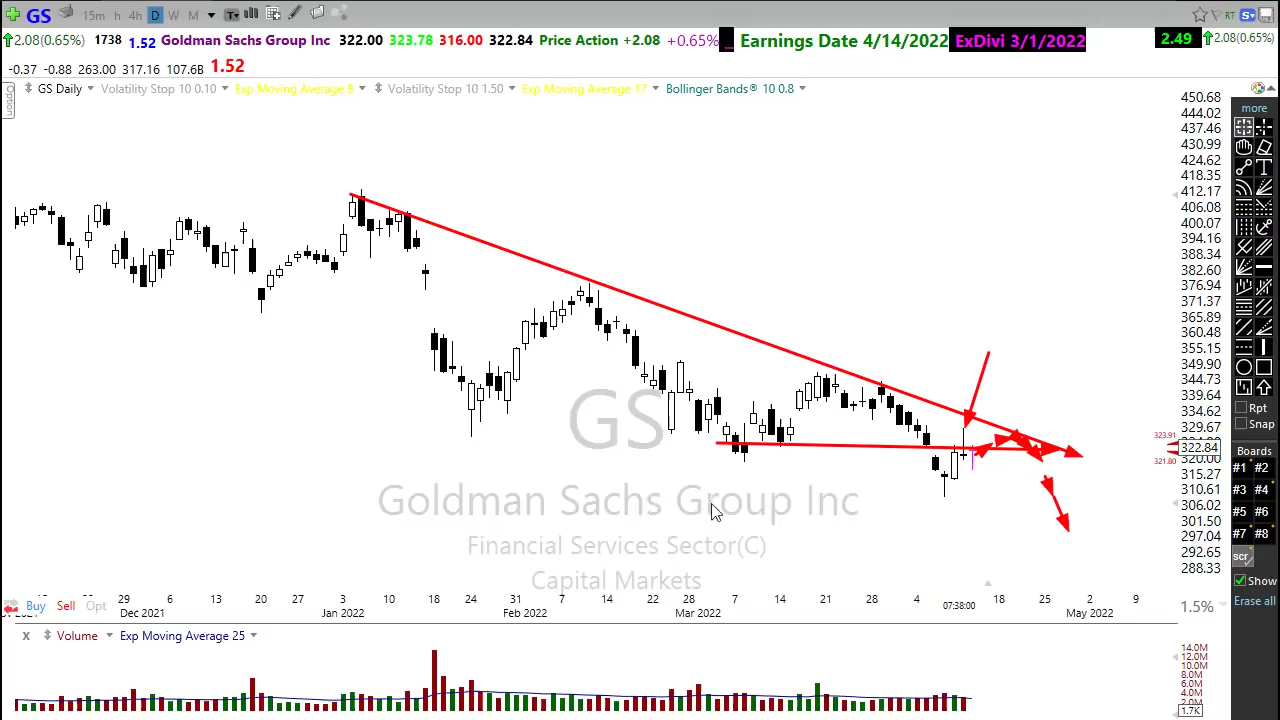 GS 15m h 4h D W M T RT S
2.08(0.65%) 1738 1.52 Goldman Sachs Group Inc 322.00 323.78 316.00 322.84 Price Action +2.08 +0.65% Earnings Date 4/14/2022 ExDivi 3/1/2022 2.49 2.08(0.65%)
-0.37 -0.88 263.00 317.16 107.6B 1.52
Option
GS Daily Volatility Stop 10 0.10 Exp Moving Average 8 Volatility Stop 10 1.50 Exp Moving Average 17 Bollinger Bands® 10 0.8
450.68
444.02
437.46
430.99
424.62
418.35
412.17
406.08
400.07
394.16
388.34
382.60
376.94
371.37
365.89
360.48
355.15
349.90
344.73
339.64
334.62
329.67
323.91
322.84
321.80
320.00
315.27
310.61
306.02
301.50
297.04
292.65
288.33
GS
Goldman Sachs Group Inc
Financial Services Sector(C)
Capital Markets
more
T
Rpt
Snap
Boards
#1 #2
#3 #4
#5 #6
#7 #8
scr
Show
Erase all
Buy Sell Opt
6 13 20 27 3 10 18 24 31 7 14 22 28 7 14 21 28 4 07:38:00 18 25 2 9
2021 Dec 2021 Jan 2022 Feb 2022 Mar 2022 May 2022
1.5%
X Volume Exp Moving Average 25
14.0M
12.0M
10.0M
8.0M
6.0M
4.0M
2.0M
1.7K